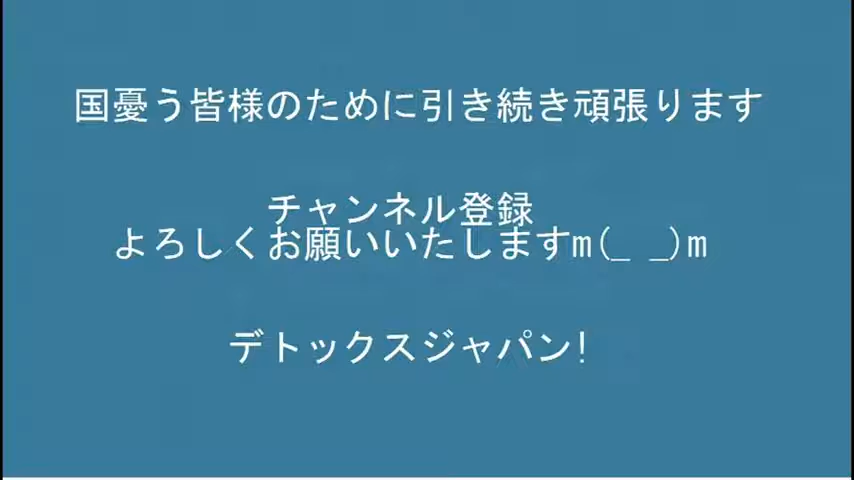 国憂う皆様のために引き続き頑張ります
チャンネル登録
よろしくお願いいたしますm(_ _)m
デトックスジャパン!